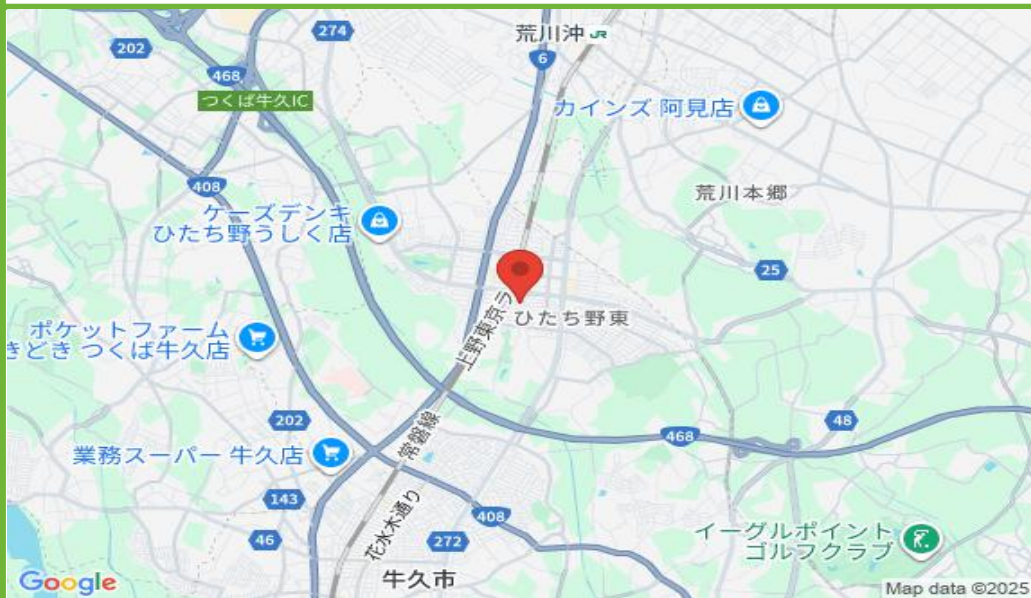 274
荒川沖 JR
202
6
468
つくば牛久IC
カインズ 阿見店
408
荒川本郷
ケーズデンキ
ひたち野うしく店
25
上野東京ラ
ひたち野東
ポケットファーム
きどき つくば牛久店
202
48
常磐線
468
業務スーパー 牛久店
143
花水木通り
408
46
272
イーグルポイント
ゴルフクラブ
牛久市
Google
Map data ©2025